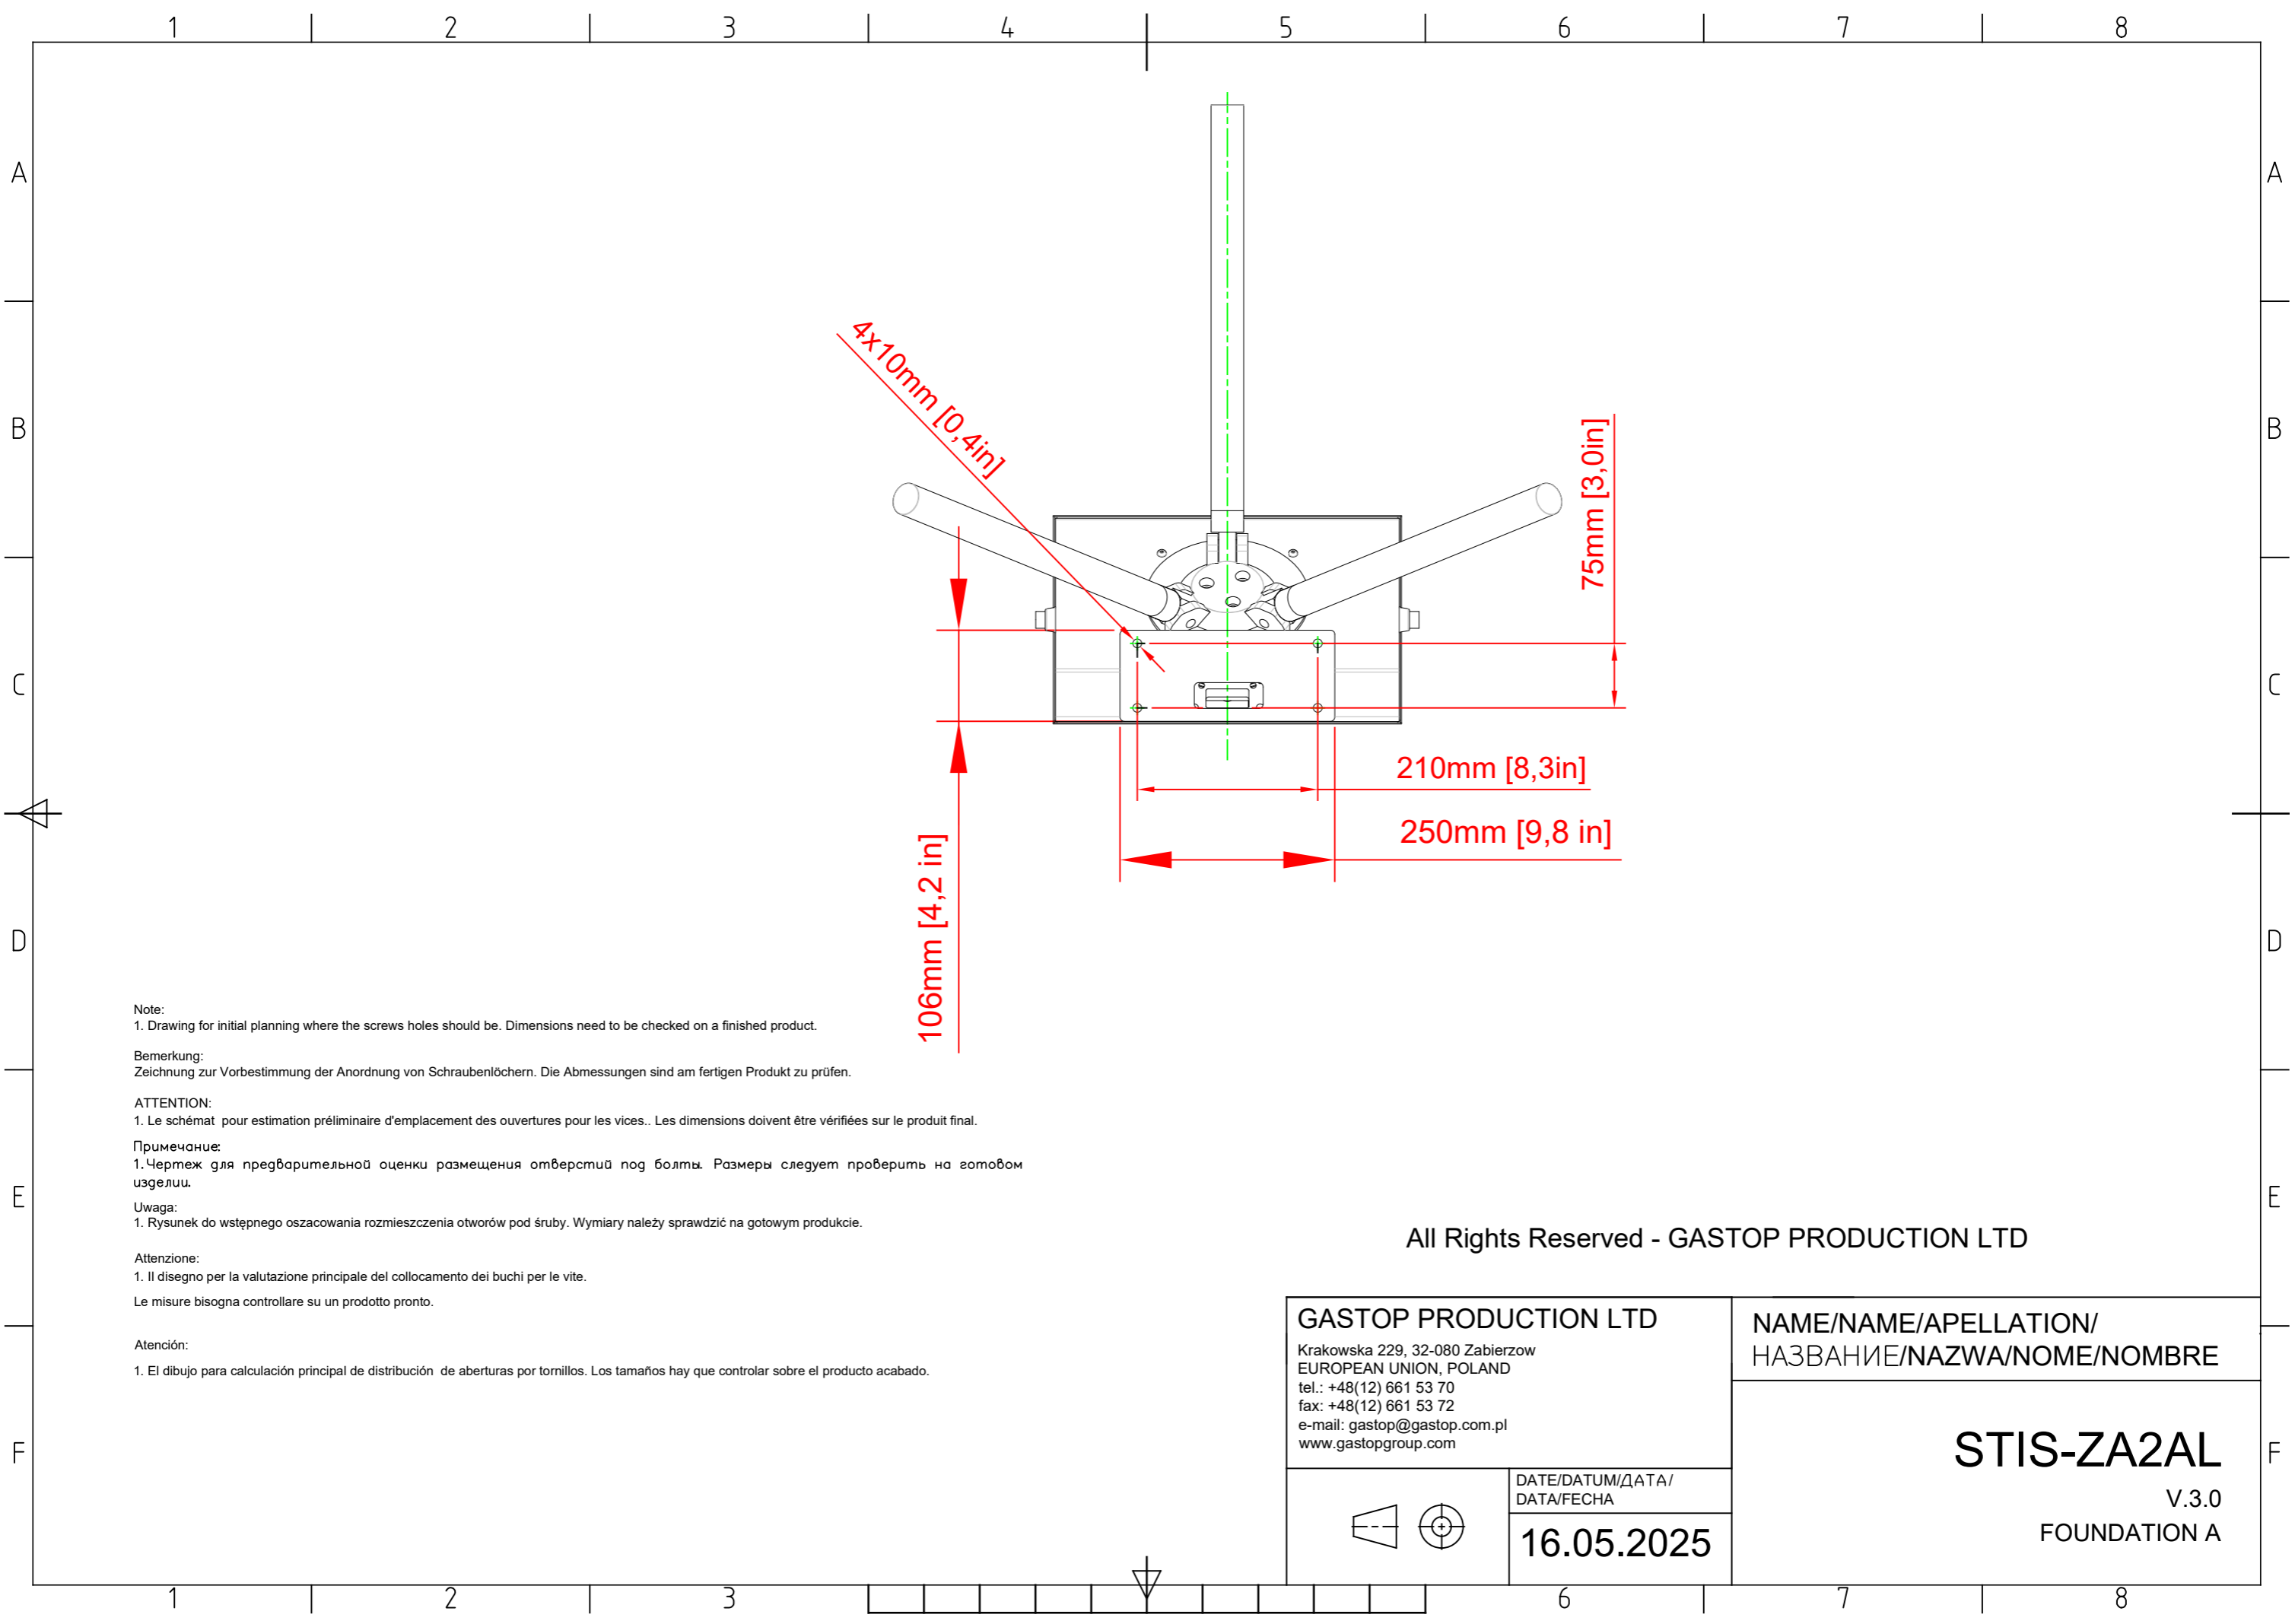 1 2 3 4 5 6 7 8
A A
B B
C C
D D
E E
F F
4x10mm [0,4in]
75mm [3,0in]
210mm [8,3in]
250mm [9,8 in]
106mm [4,2 in]
Note:
1. Drawing for initial planning where the screws holes should be. Dimensions need to be checked on a finished product.
Bemerkung:
Zeichnung zur Vorbestimmung der Anordnung von Schraubenlöchern. Die Abmessungen sind am fertigen Produkt zu prüfen.
ATTENTION:
1. Le schémat pour estimation préliminaire d'emplacement des ouvertures pour les vices.. Les dimensions doivent être vérifiées sur le produit final.
Примечание:
1. Чертеж для предварительной оценки размещения отверстий под болты. Размеры следует проверить на готовом
изделии.
Uwaga:
1. Rysunek do wstępnego oszacowania rozmieszczenia otworów pod śruby. Wymiary należy sprawdzić na gotowym produkcie.
Attenzione:
1. Il disegno per la valutazione principale del collocamento dei buchi per le vite.
Le misure bisogna controllare su un prodotto pronto.
Atención:
1. El dibujo para calculación principal de distribución de aberturas por tornillos. Los tamaños hay que controlar sobre el producto acabado.
All Rights Reserved - GASTOP PRODUCTION LTD
GASTOP PRODUCTION LTD
Krakowska 229, 32-080 Zabierzow
EUROPEAN UNION, POLAND
tel.: +48(12) 661 53 70
fax: +48(12) 661 53 72
e-mail: gastop@gastop.com.pl
www.gastopgroup.com
DATE/DATUM/ДАТА/
DATA/FECHA
16.05.2025
NAME/NAME/APELLATION/
НАЗВАНИЕ/NAZWA/NOME/NOMBRE
STIS-ZA2AL
V.3.0
FOUNDATION A
1 2 3 6 7 8